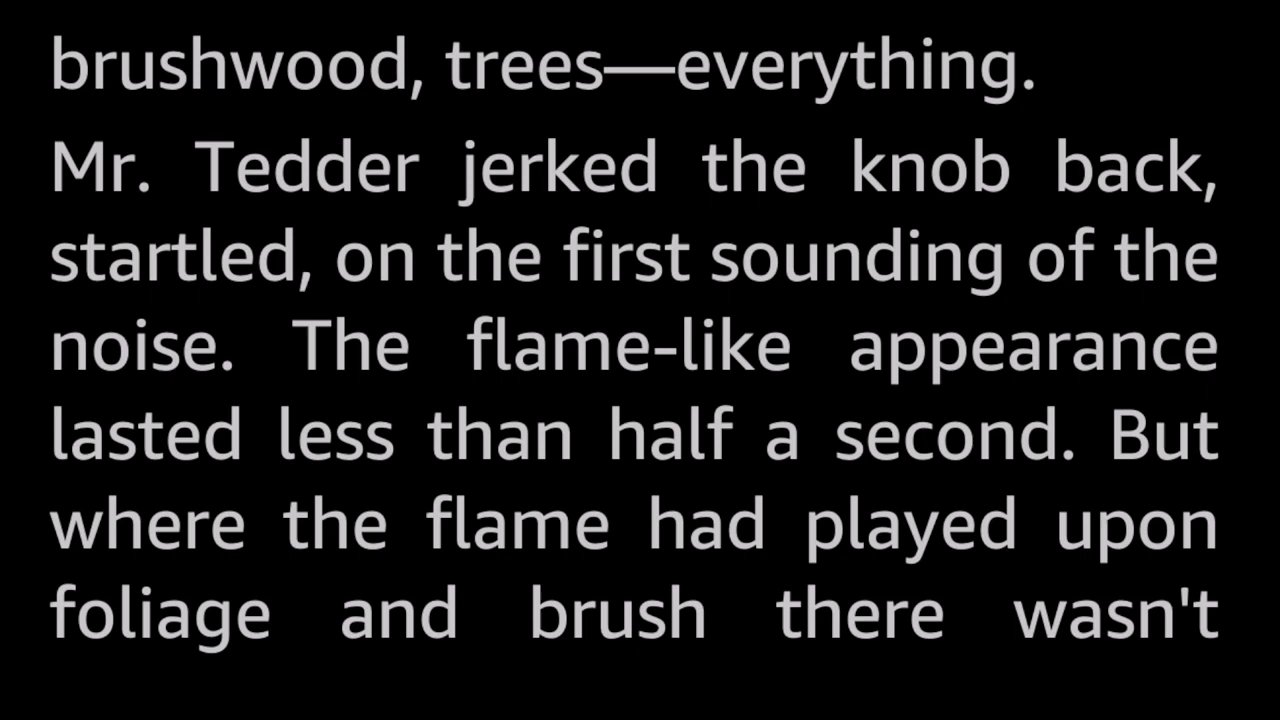 brushwood, trees—everything.
Mr. Tedder jerked the knob back,
startled, on the first sounding of the
noise. The flame-like appearance
lasted less than half a second. But
where the flame had played upon
foliage and brush there wasn't